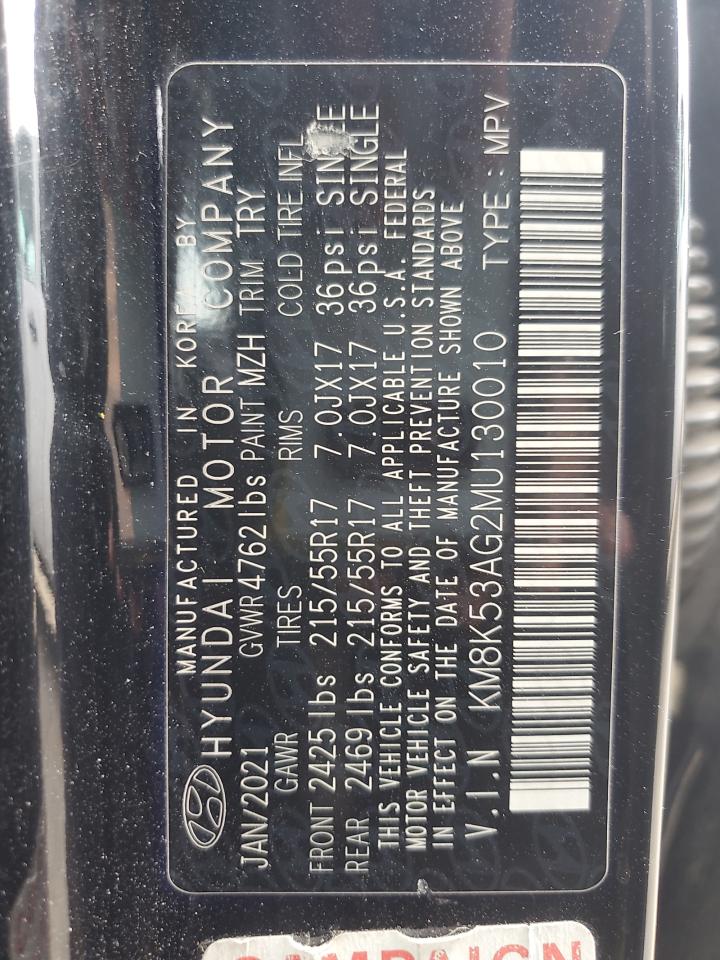 MANUFACTURED IN KOREA BY
HYUNDAI MOTOR COMPANY
JAN/2021 GVWR 4762 lbs PAINT MZH TRIM TRY
GAWR TIRES RIMS COLD TIRE INFL
FRONT 2425 lbs 215/55R17 7.0JX17 36psi SINGLE
REAR 2469 lbs 215/55R17 7.0JX17 36psi SINGLE
THIS VEHICLE CONFORMS TO ALL APPLICABLE U.S.A. FEDERAL
MOTOR VEHICLE SAFETY AND THEFT PREVENTION STANDARDS
IN EFFECT ON THE DATE OF MANUFACTURE SHOWN ABOVE
V.I.N KM8K53AG2MU130010 TYPE : MPV
CAMPAIGN